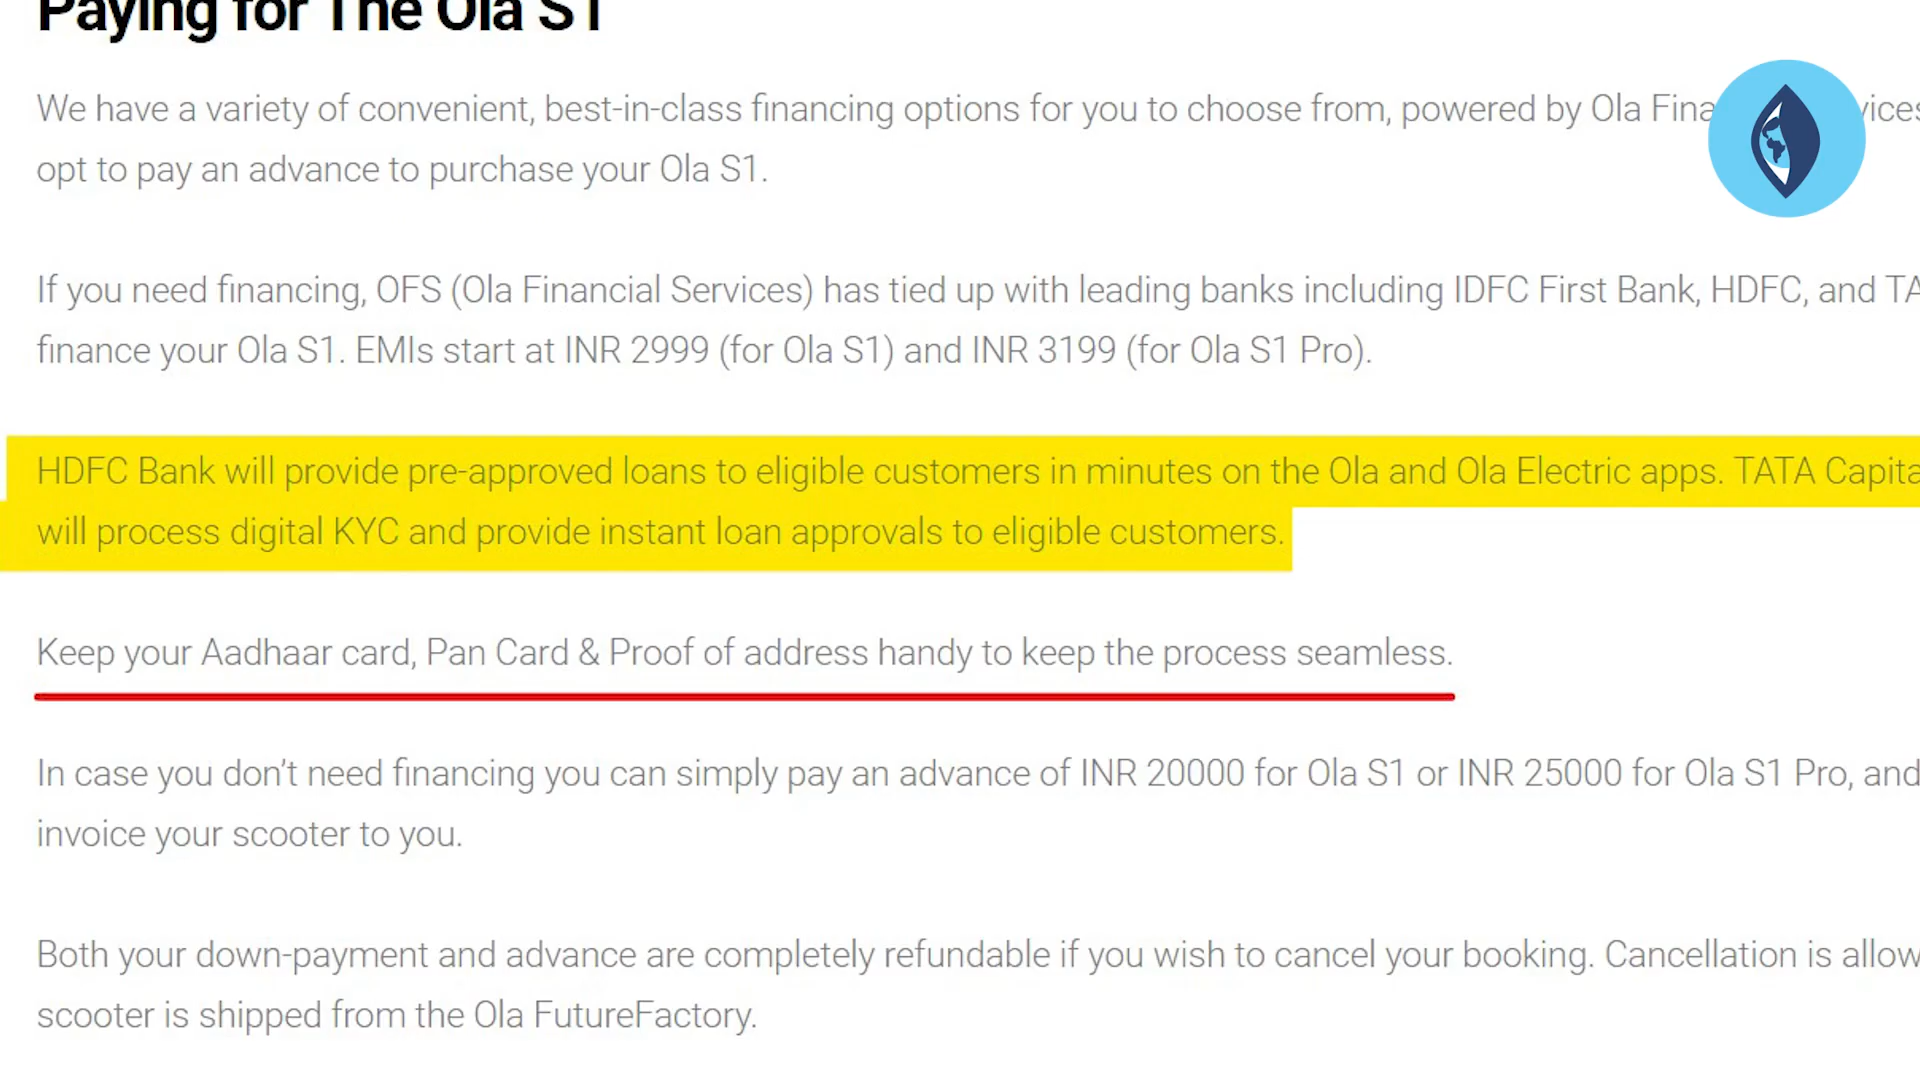 Paying for The Ola S1
We have a variety of convenient, best-in-class financing options for you to choose from, powered by Ola
opt to pay an advance to purchase your Ola S1.
If you need financing, OFS (Ola Financial Services) has tied up with leading banks including IDFC First Bank, HDFC, and
finance your Ola S1. EMIs start at INR 2999 (for Ola S1) and INR 3199 (for Ola S1 Pro).
HDFC Bank will provide pre-approved loans to eligible customers in minutes on the Ola and Ola Electric apps. TATA
will process digital KYC and provide instant loan approvals to eligible customers.
Keep your Aadhaar card, Pan Card & Proof of address handy to keep the process seamless.
In case you don’t need financing you can simply pay an advance of INR 20000 for Ola S1 or INR 25000 for Ola S1 Pro, and
invoice your scooter to you.
Both your down-payment and advance are completely refundable if you wish to cancel your booking. Cancellation is
scooter is shipped from the Ola FutureFactory.